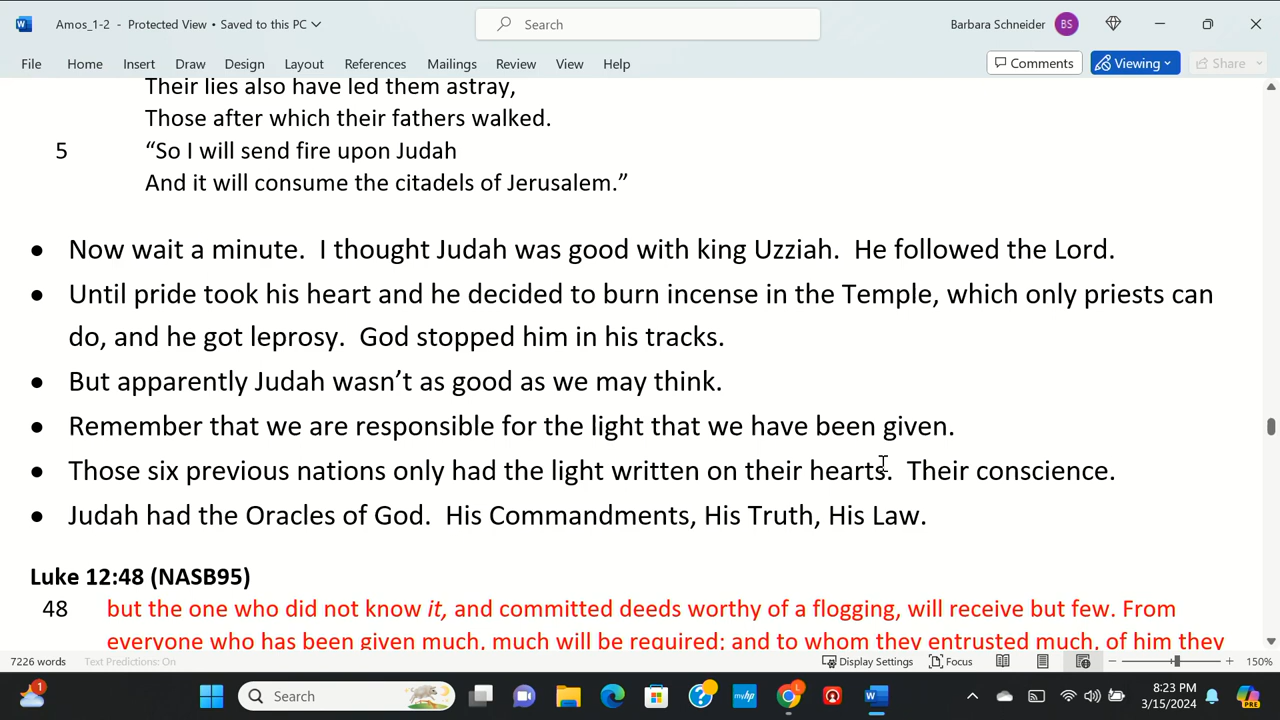 Amos_1-2 • Protected View • Saved to this PC
Search
Barbara Schneider
BS
File Home Insert Draw Design Layout References Mailings Review View Help
Comments Viewing Share
Their lies also have led them astray,
Those after which their fathers walked.
5 “So I will send fire upon Judah
And it will consume the citadels of Jerusalem.”
• Now wait a minute.  I thought Judah was good with king Uzziah.  He followed the Lord.
• Until pride took his heart and he decided to burn incense in the Temple, which only priests can
do, and he got leprosy.  God stopped him in his tracks.
• But apparently Judah wasn’t as good as we may think.
• Remember that we are responsible for the light that we have been given.
• Those six previous nations only had the light written on their hearts.  Their conscience.
• Judah had the Oracles of God.  His Commandments, His Truth, His Law.
Luke 12:48 (NASB95)
48 but the one who did not know it, and committed deeds worthy of a flogging, will receive but few. From
everyone who has been given much, much will be required; and to whom they entrusted much, of him they
7226 words Text Predictions: On Display Settings Focus 150%
1 Search hp 8:23 PM PRE
3/15/2024